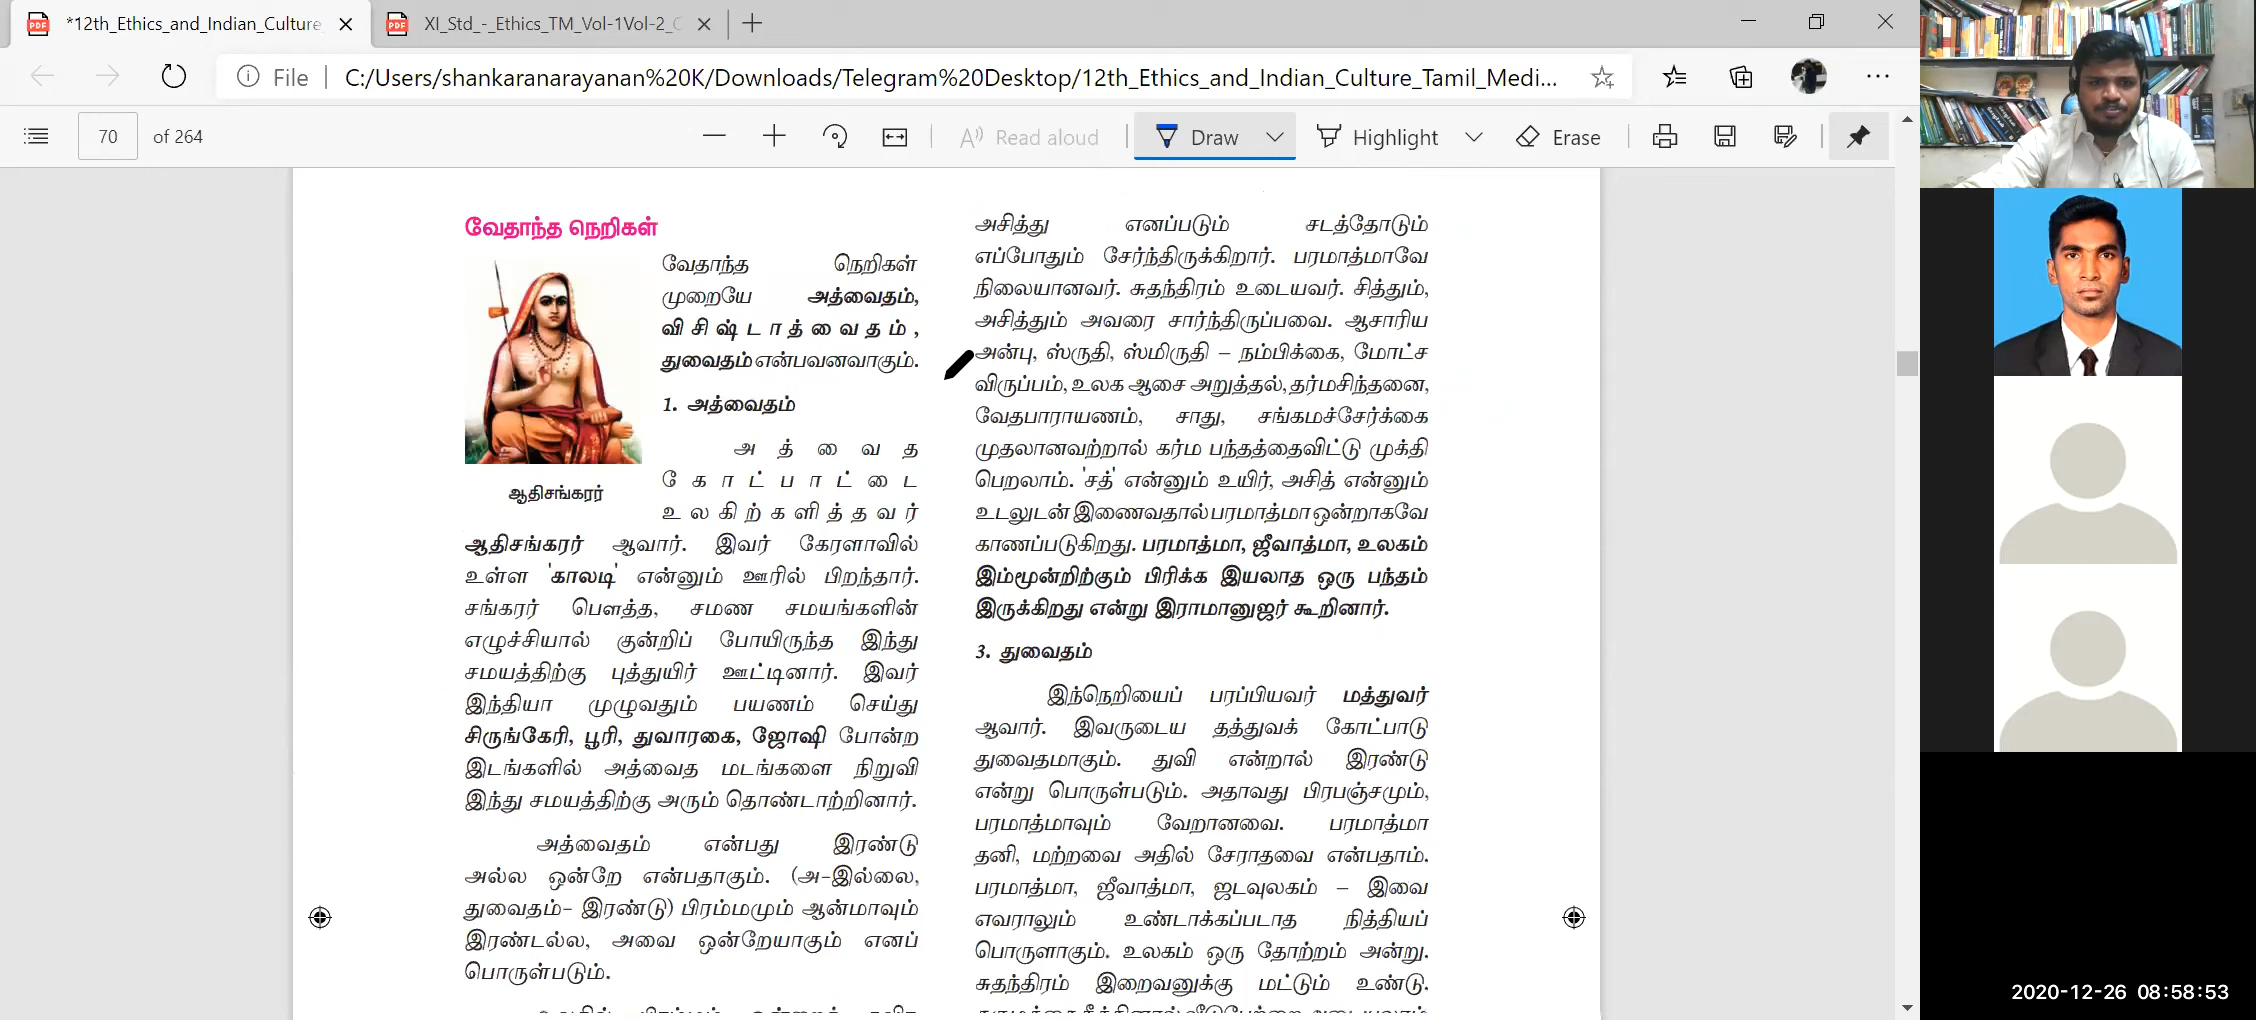 *12th_Ethics_and_Indian_Culture
XI_Std_-_Ethics_TM_Vol-1Vol-2_
File
C:/Users/shankaranarayanan%20K/Downloads/Telegram%20Desktop/12th_Ethics_and_Indian_Culture_Tamil_Medi...
70 of 264
Read aloud
Draw
Highlight
Erase
வேதாந்த நெறிகள்
வேதாந்த நெறிகள்
முறையே அத்வைதம்,
விசிஷ்டாத்வைதம்,
துவைதம் என்பவனவாகும்.
1. அத்வைதம்
அத்வைத
கோட்பாட்டை
உலகிற்களித்தவர்
ஆதிசங்கரர்
ஆதிசங்கரர் ஆவார். இவர் கேரளாவில்
உள்ள 'காலடி' என்னும் ஊரில் பிறந்தார்.
சங்கரர் பௌத்த, சமண சமயங்களின்
எழுச்சியால் குன்றிப் போயிருந்த இந்து
சமயத்திற்கு புத்துயிர் ஊட்டினார். இவர்
இந்தியா முழுவதும் பயணம் செய்து
சிருங்கேரி, பூரி, துவாரகை, ஜோஷி போன்ற
இடங்களில் அத்வைத மடங்களை நிறுவி
இந்து சமயத்திற்கு அரும் தொண்டாற்றினார்.
அத்வைதம் என்பது இரண்டு
அல்ல ஒன்றே என்பதாகும். (அ-இல்லை,
துவைதம்- இரண்டு) பிரம்மமும் ஆன்மாவும்
இரண்டல்ல, அவை ஒன்றேயாகும் எனப்
பொருள்படும்.
அசித்து எனப்படும் சடத்தோடும்
எப்போதும் சேர்ந்திருக்கிறார். பரமாத்மாவே
நிலையானவர். சுதந்திரம் உடையவர். சித்தும்,
அசித்தும் அவரை சார்ந்திருப்பவை. ஆசாரிய
அன்பு, ஸ்ருதி, ஸ்மிருதி – நம்பிக்கை, மோட்ச
விருப்பம், உலக ஆசை அறுத்தல், தர்மசிந்தனை,
வேதபாராயணம், சாது, சங்கமச்சேர்க்கை
முதலானவற்றால் கர்ம பந்தத்தைவிட்டு முக்தி
பெறலாம். 'சத்' என்னும் உயிர், அசித் என்னும்
உடலுடன் இணைவதால் பரமாத்மா ஒன்றாகவே
காணப்படுகிறது. பரமாத்மா, ஜீவாத்மா, உலகம்
இம்மூன்றிற்கும் பிரிக்க இயலாத ஒரு பந்தம்
இருக்கிறது என்று இராமானுஜர் கூறினார்.
3. துவைதம்
இந்நெறியைப் பரப்பியவர் மத்துவர்
ஆவார். இவருடைய தத்துவக் கோட்பாடு
துவைதமாகும். துவி என்றால் இரண்டு
என்று பொருள்படும். அதாவது பிரபஞ்சமும்,
பரமாத்மாவும் வேறானவை. பரமாத்மா
தனி, மற்றவை அதில் சேராதவை என்பதாம்.
பரமாத்மா, ஜீவாத்மா, ஜடவுலகம் – இவை
எவராலும் உண்டாக்கப்படாத நித்தியப்
பொருளாகும். உலகம் ஒரு தோற்றம் அன்று.
சுதந்திரம் இறைவனுக்கு மட்டும் உண்டு.
2020-12-26 08:58:53